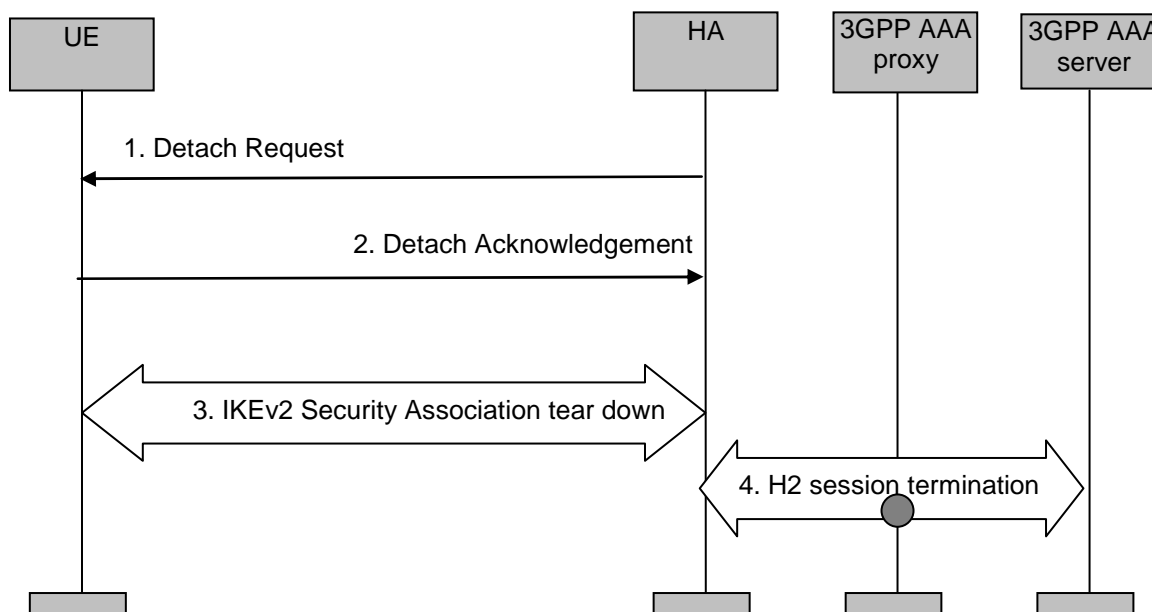 UE
HA
3GPP AAA
proxy
3GPP AAA
server
1. Detach Request
2. Detach Acknowledgement
3. IKEv2 Security Association tear down
4. H2 session termination